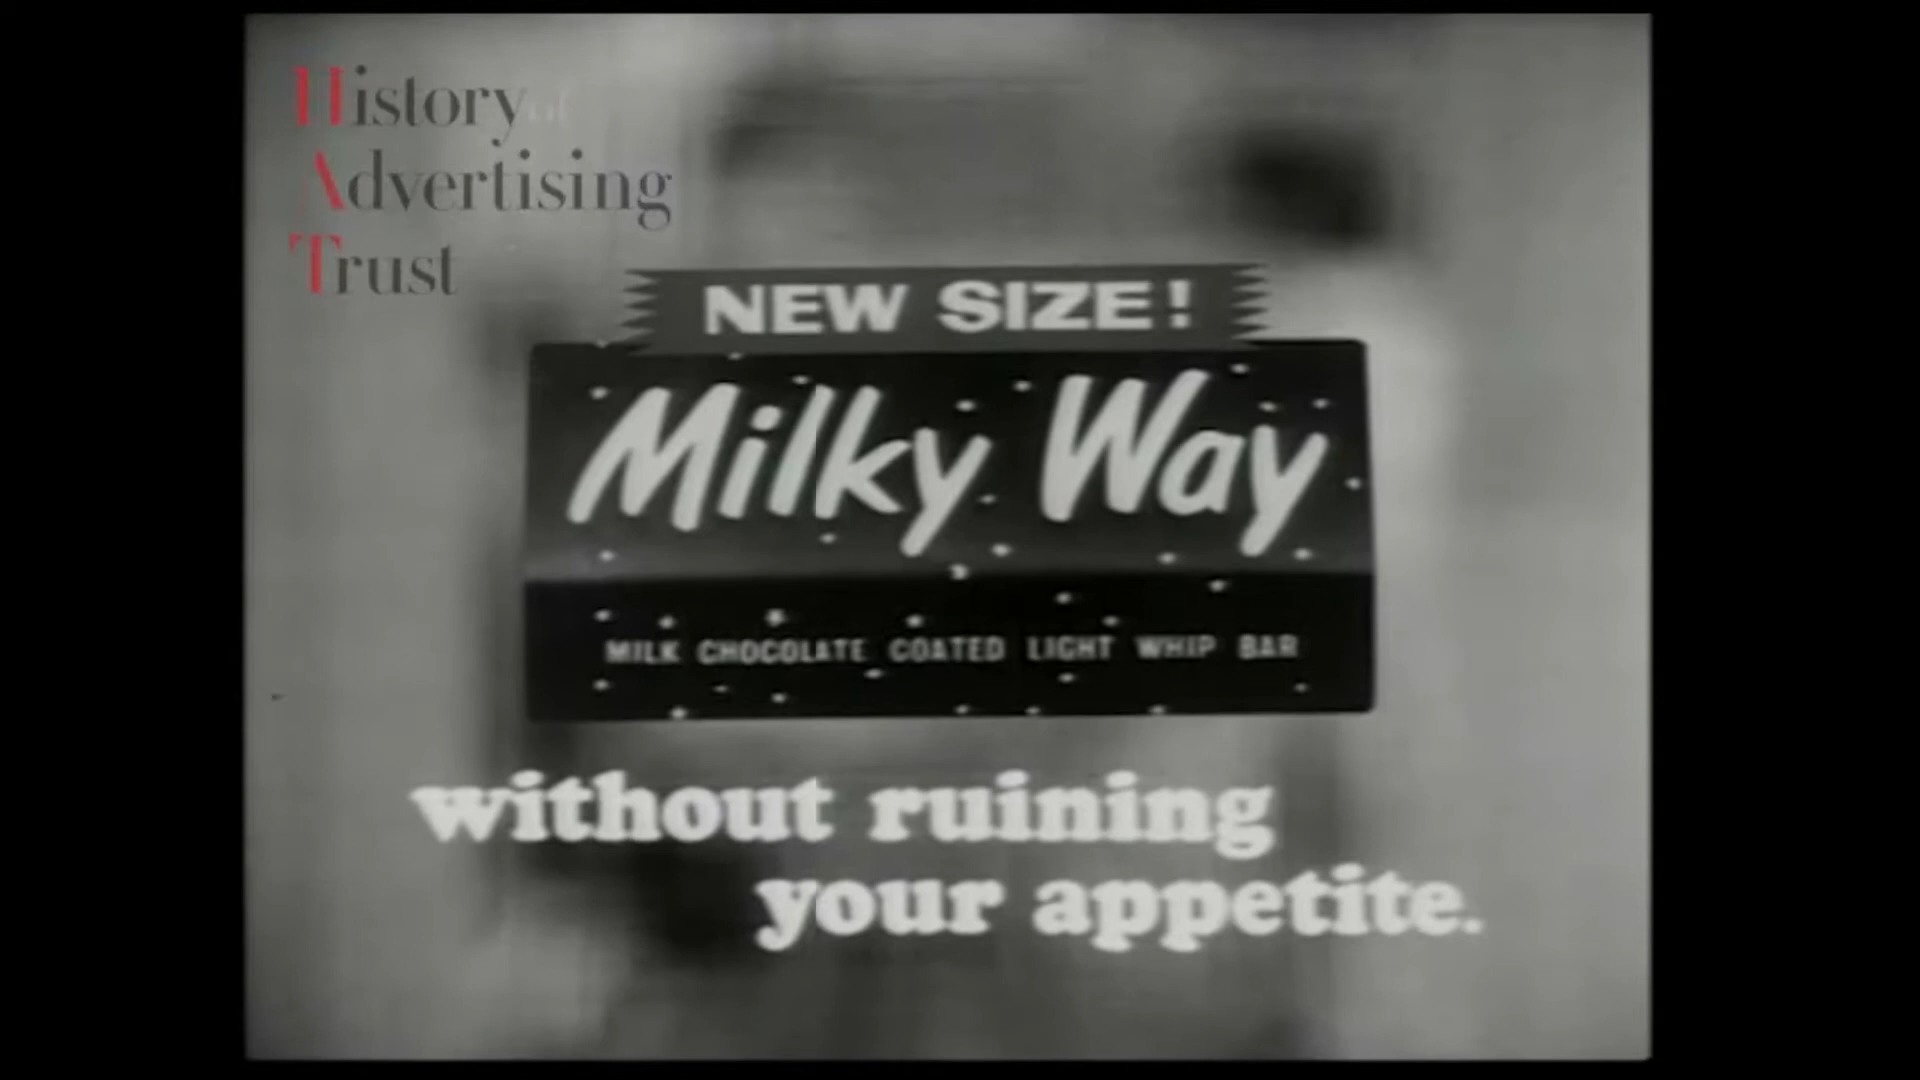 History of
Advertising
Trust
NEW SIZE!
Milky Way
MILK CHOCOLATE COATED LIGHT WHIP BAR
without ruining
your appetite.